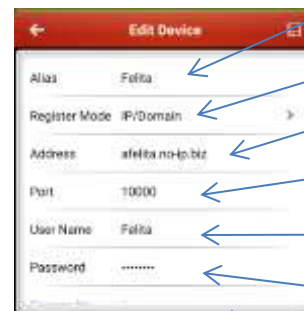 Edit Device
Alias Felita
Register Mode IP/Domain
Address afelita.no-ip.biz
Port 10000
User Name Felita
Password --------